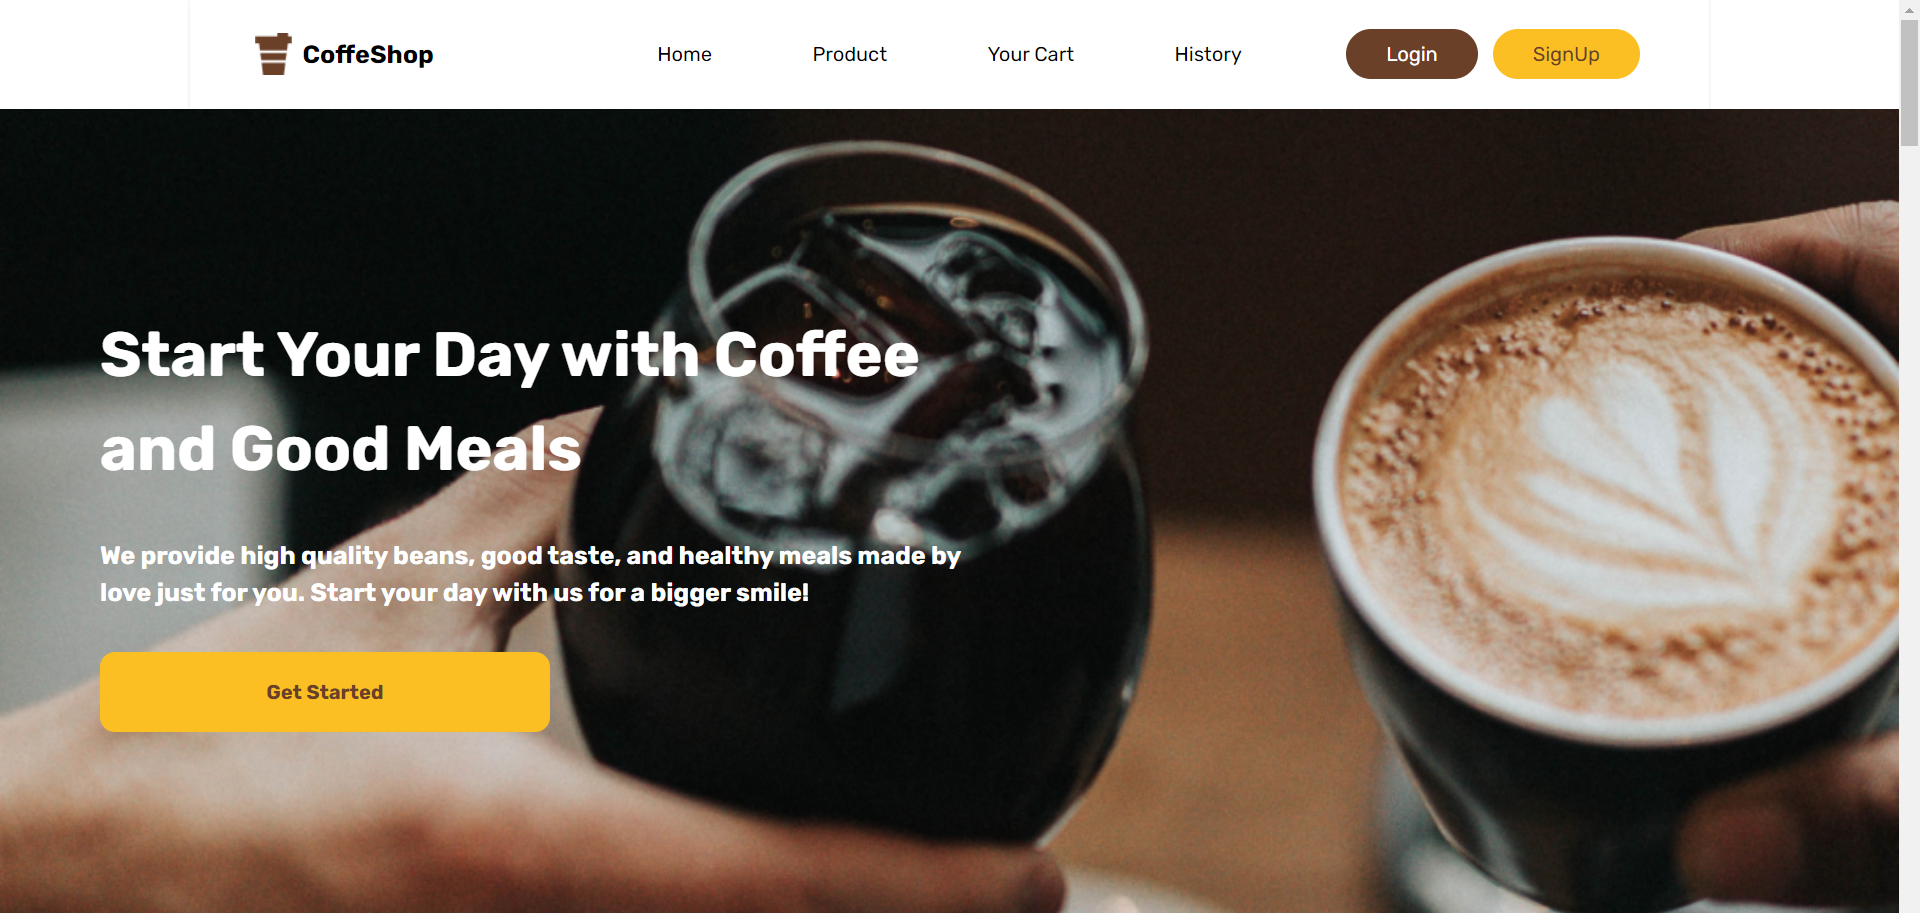 CoffeShop
Home
Product
Your Cart
History
Login
SignUp
Start Your Day with Coffee
and Good Meals
We provide high quality beans, good taste, and healthy meals made by
love just for you. Start your day with us for a bigger smile!
Get Started